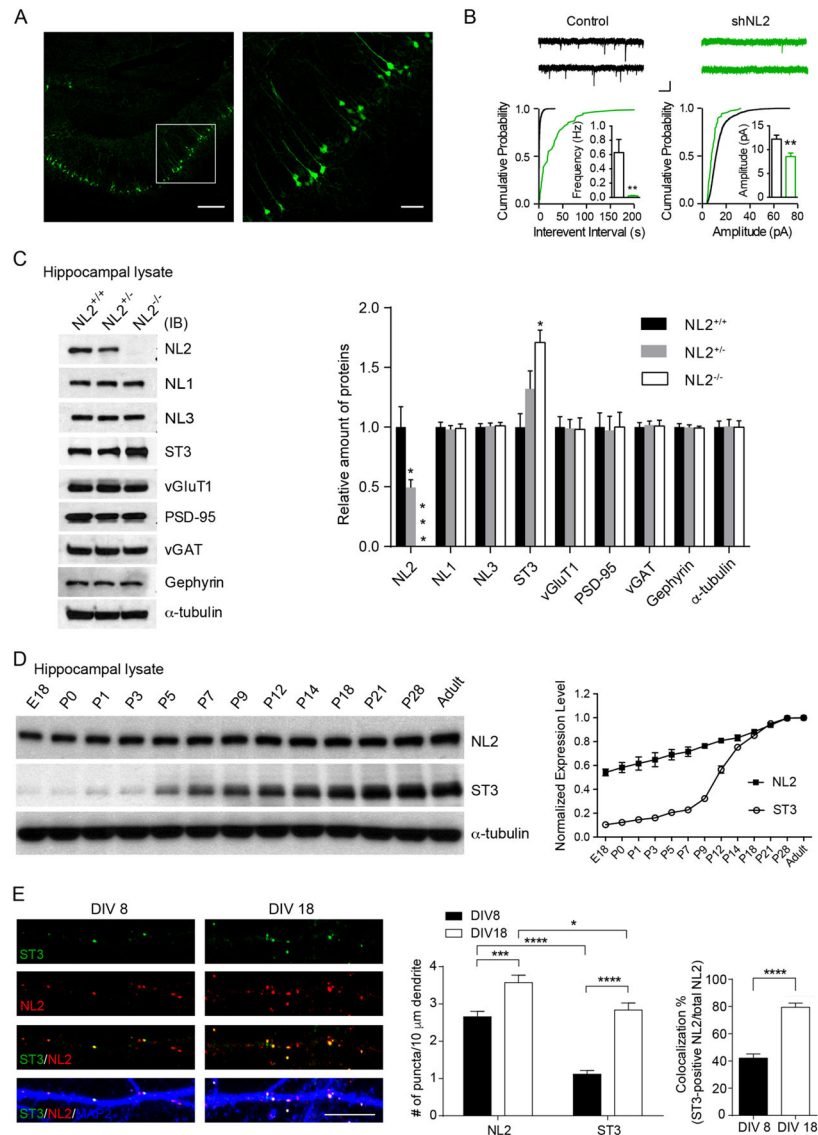 A
B
Control
shNL2
Cumulative Probability
1.0
0.5
0.0
0
50
100
150
200
Interevent Interval (s)
Frequency (Hz)
1.0
0.8
0.6
0.4
0.2
0.0
**
Cumulative Probability
1.0
0.5
0.0
0
20
40
60
80
Amplitude (pA)
Amplitude (pA)
15
10
5
0
**
C
Hippocampal lysate
NL2+/+
NL2+/-
NL2-/-
(IB)
NL2
NL1
NL3
ST3
vGluT1
PSD-95
vGAT
Gephyrin
α-tubulin
Relative amount of proteins
2.0
1.5
1.0
0.5
0.0
*
***
*
NL2+/+
NL2+/-
NL2-/-
NL2
NL1
NL3
ST3
vGluT1
PSD-95
vGAT
Gephyrin
α-tubulin
D
Hippocampal lysate
E18 P0 P1 P3 P5 P7 P9 P12 P14 P18 P21 P28 Adult
NL2
ST3
α-tubulin
Normalized Expression Level
1.2
1.0
0.8
0.6
0.4
0.2
0.0
NL2
ST3
E18 P0 P1 P3 P5 P7 P9 P12 P14 P18 P21 P28 Adult
E
DIV 8
DIV 18
ST3
NL2
ST3/NL2
ST3/NL2/MAP2
# of puncta/10 μm dendrite
4
3
2
1
0
DIV8
DIV18
*
****
***
****
NL2
ST3
Colocalization %
(ST3-positive NL2/total NL2)
100
80
60
40
20
0
****
DIV 8
DIV 18